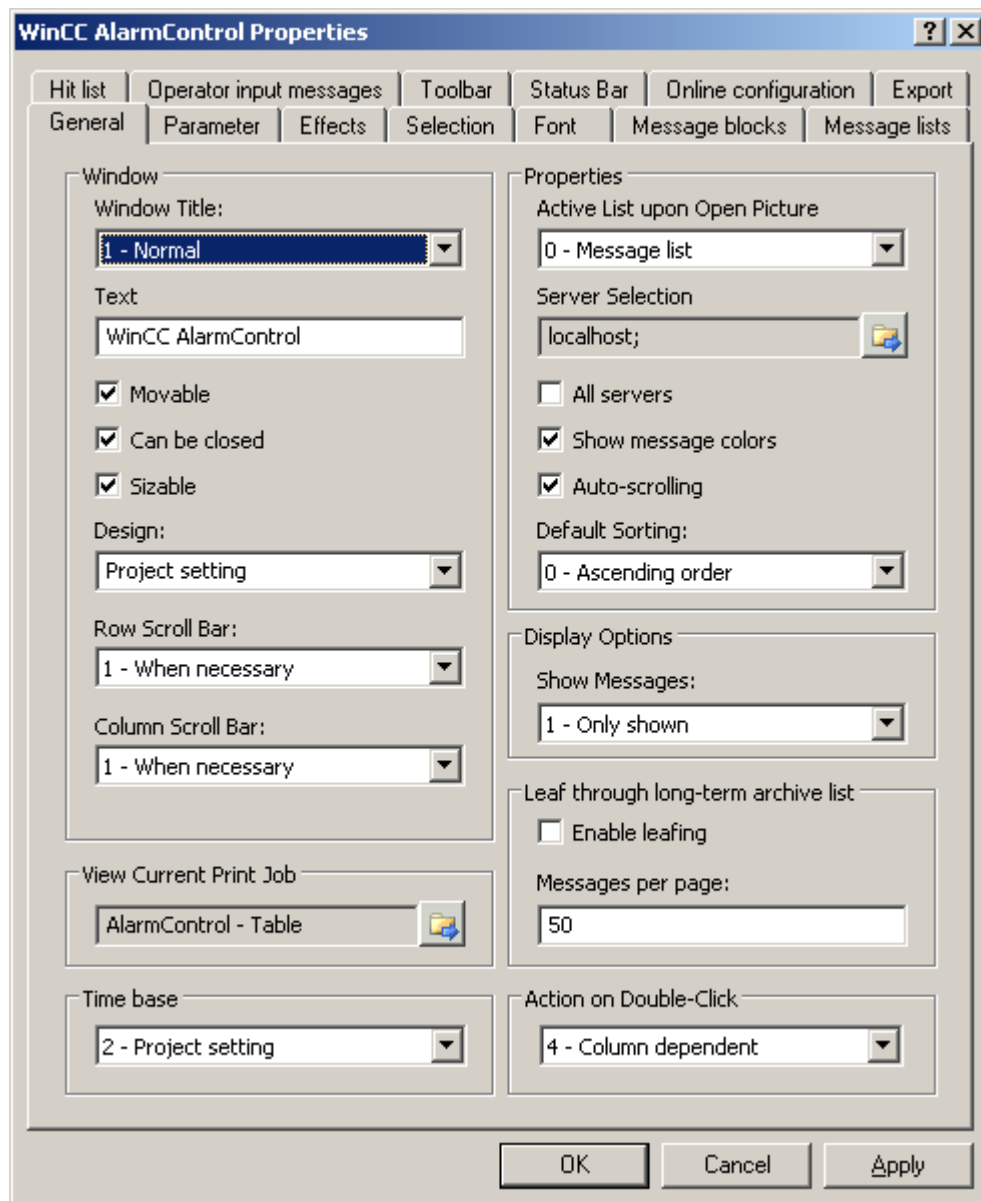 WinCC AlarmControl Properties
Hit list Operator input messages Toolbar Status Bar Online configuration Export
General Parameter Effects Selection Font Message blocks Message lists
Window
Window Title:
1 - Normal
Text
WinCC AlarmControl
Movable
Can be closed
Sizable
Design:
Project setting
Row Scroll Bar:
1 - When necessary
Column Scroll Bar:
1 - When necessary
View Current Print Job
AlarmControl - Table
Time base
2 - Project setting
Properties
Active List upon Open Picture
0 - Message list
Server Selection
localhost;
All servers
Show message colors
Auto-scrolling
Default Sorting:
0 - Ascending order
Display Options
Show Messages:
1 - Only shown
Leaf through long-term archive list
Enable leafing
Messages per page:
50
Action on Double-Click
4 - Column dependent
OK Cancel Apply